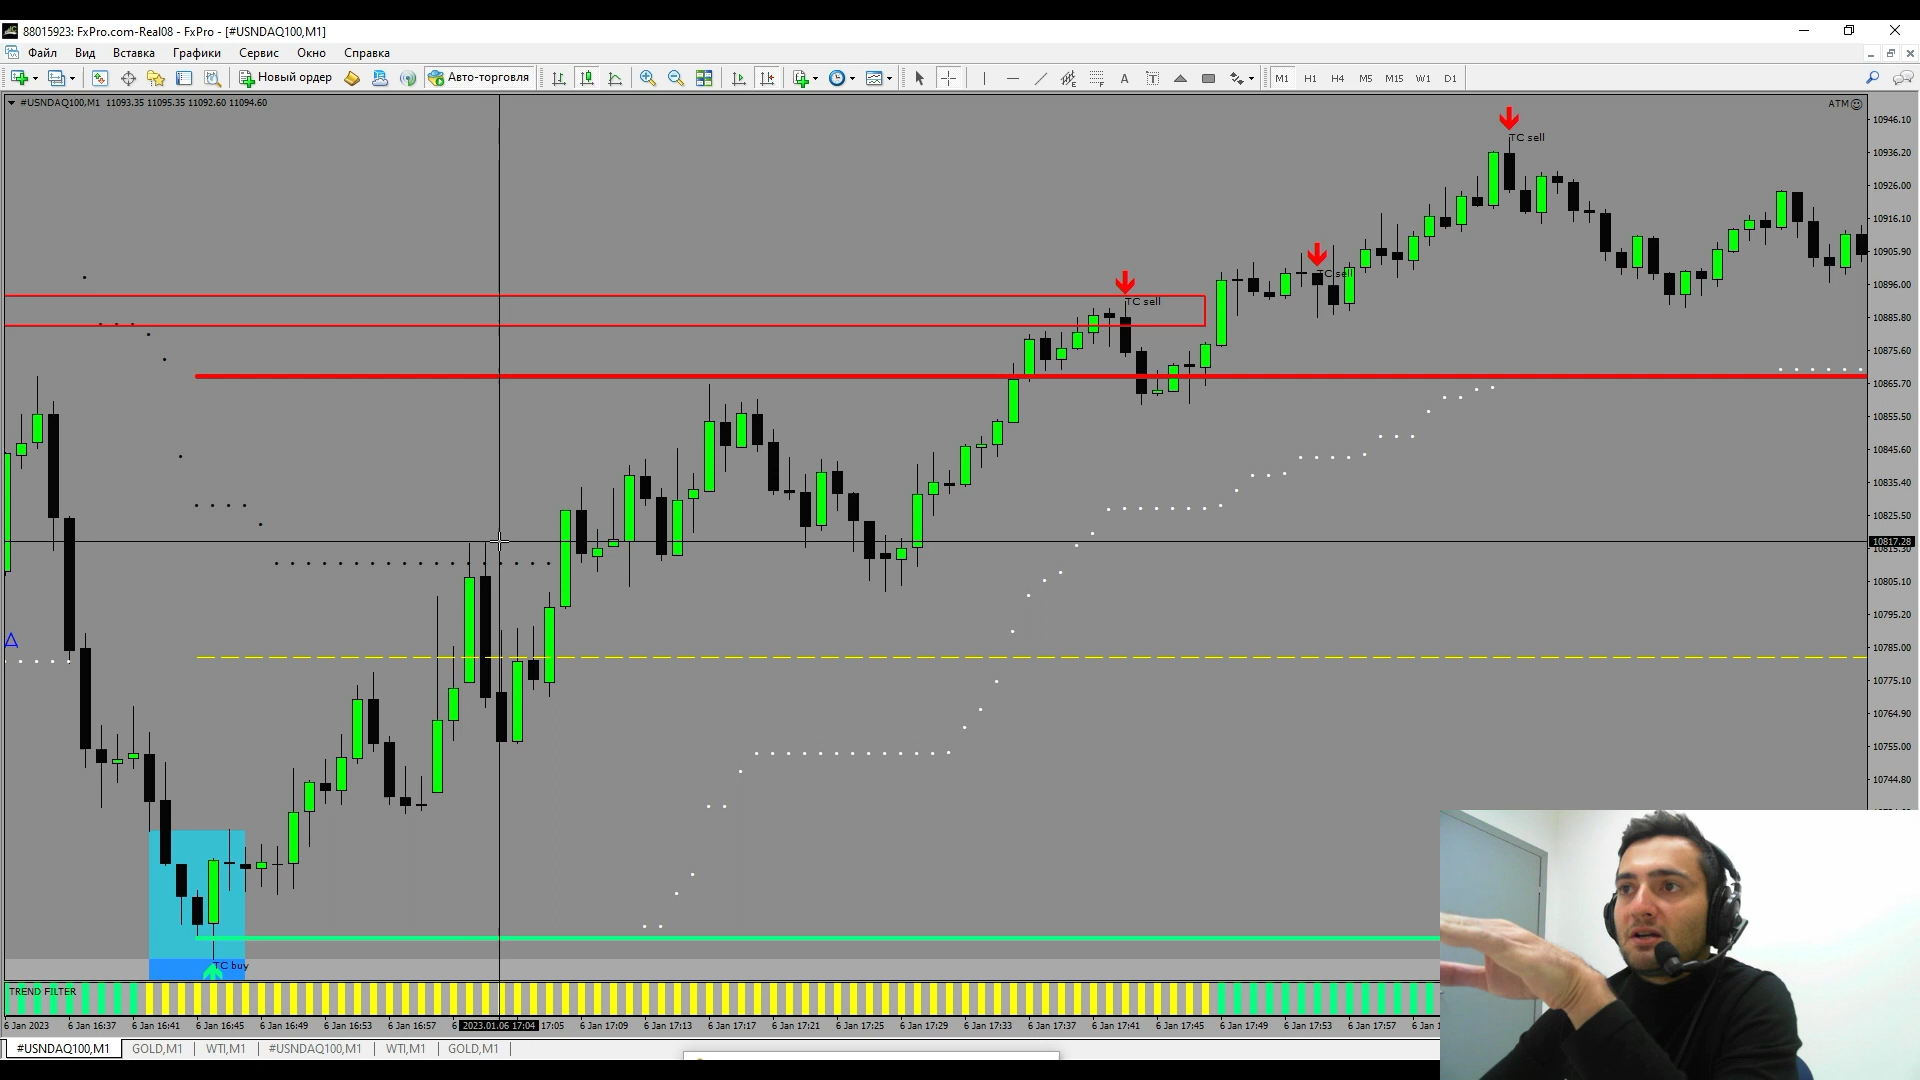 88015923: FxPro.com-Real08 - FxPro - [#USNDAQ100,M1]
Файл Вид Вставка Графики Сервис Окно Справка
Новый ордер Авто-торговля A T M1 H1 H4 M5 M15 W1 D1
#USNDAQ100,M1 11093.35 11095.35 11092.60 11094.60
ATM
10946.10
TC sell
10936.20
10926.00
10916.10
10905.90
TC sell
10896.00
TC sell
10885.80
10875.60
10865.70
10855.50
10845.60
10835.40
10825.50
10817.28
10815.30
10805.10
10795.20
10785.00
10775.10
10764.90
10755.00
10744.80
TC buy
TREND FILTER
6 Jan 2023 6 Jan 16:37 6 Jan 16:41 6 Jan 16:45 6 Jan 16:49 6 Jan 16:53 6 Jan 16:57 6 2023.01.06 17:04 17:05 6 Jan 17:09 6 Jan 17:13 6 Jan 17:17 6 Jan 17:21 6 Jan 17:25 6 Jan 17:29 6 Jan 17:33 6 Jan 17:37 6 Jan 17:41 6 Jan 17:45 6 Jan 17:49 6 Jan 17:53 6 Jan 17:57 6 Jan 1
#USNDAQ100,M1 GOLD,M1 WTI,M1 #USNDAQ100,M1 WTI,M1 GOLD,M1